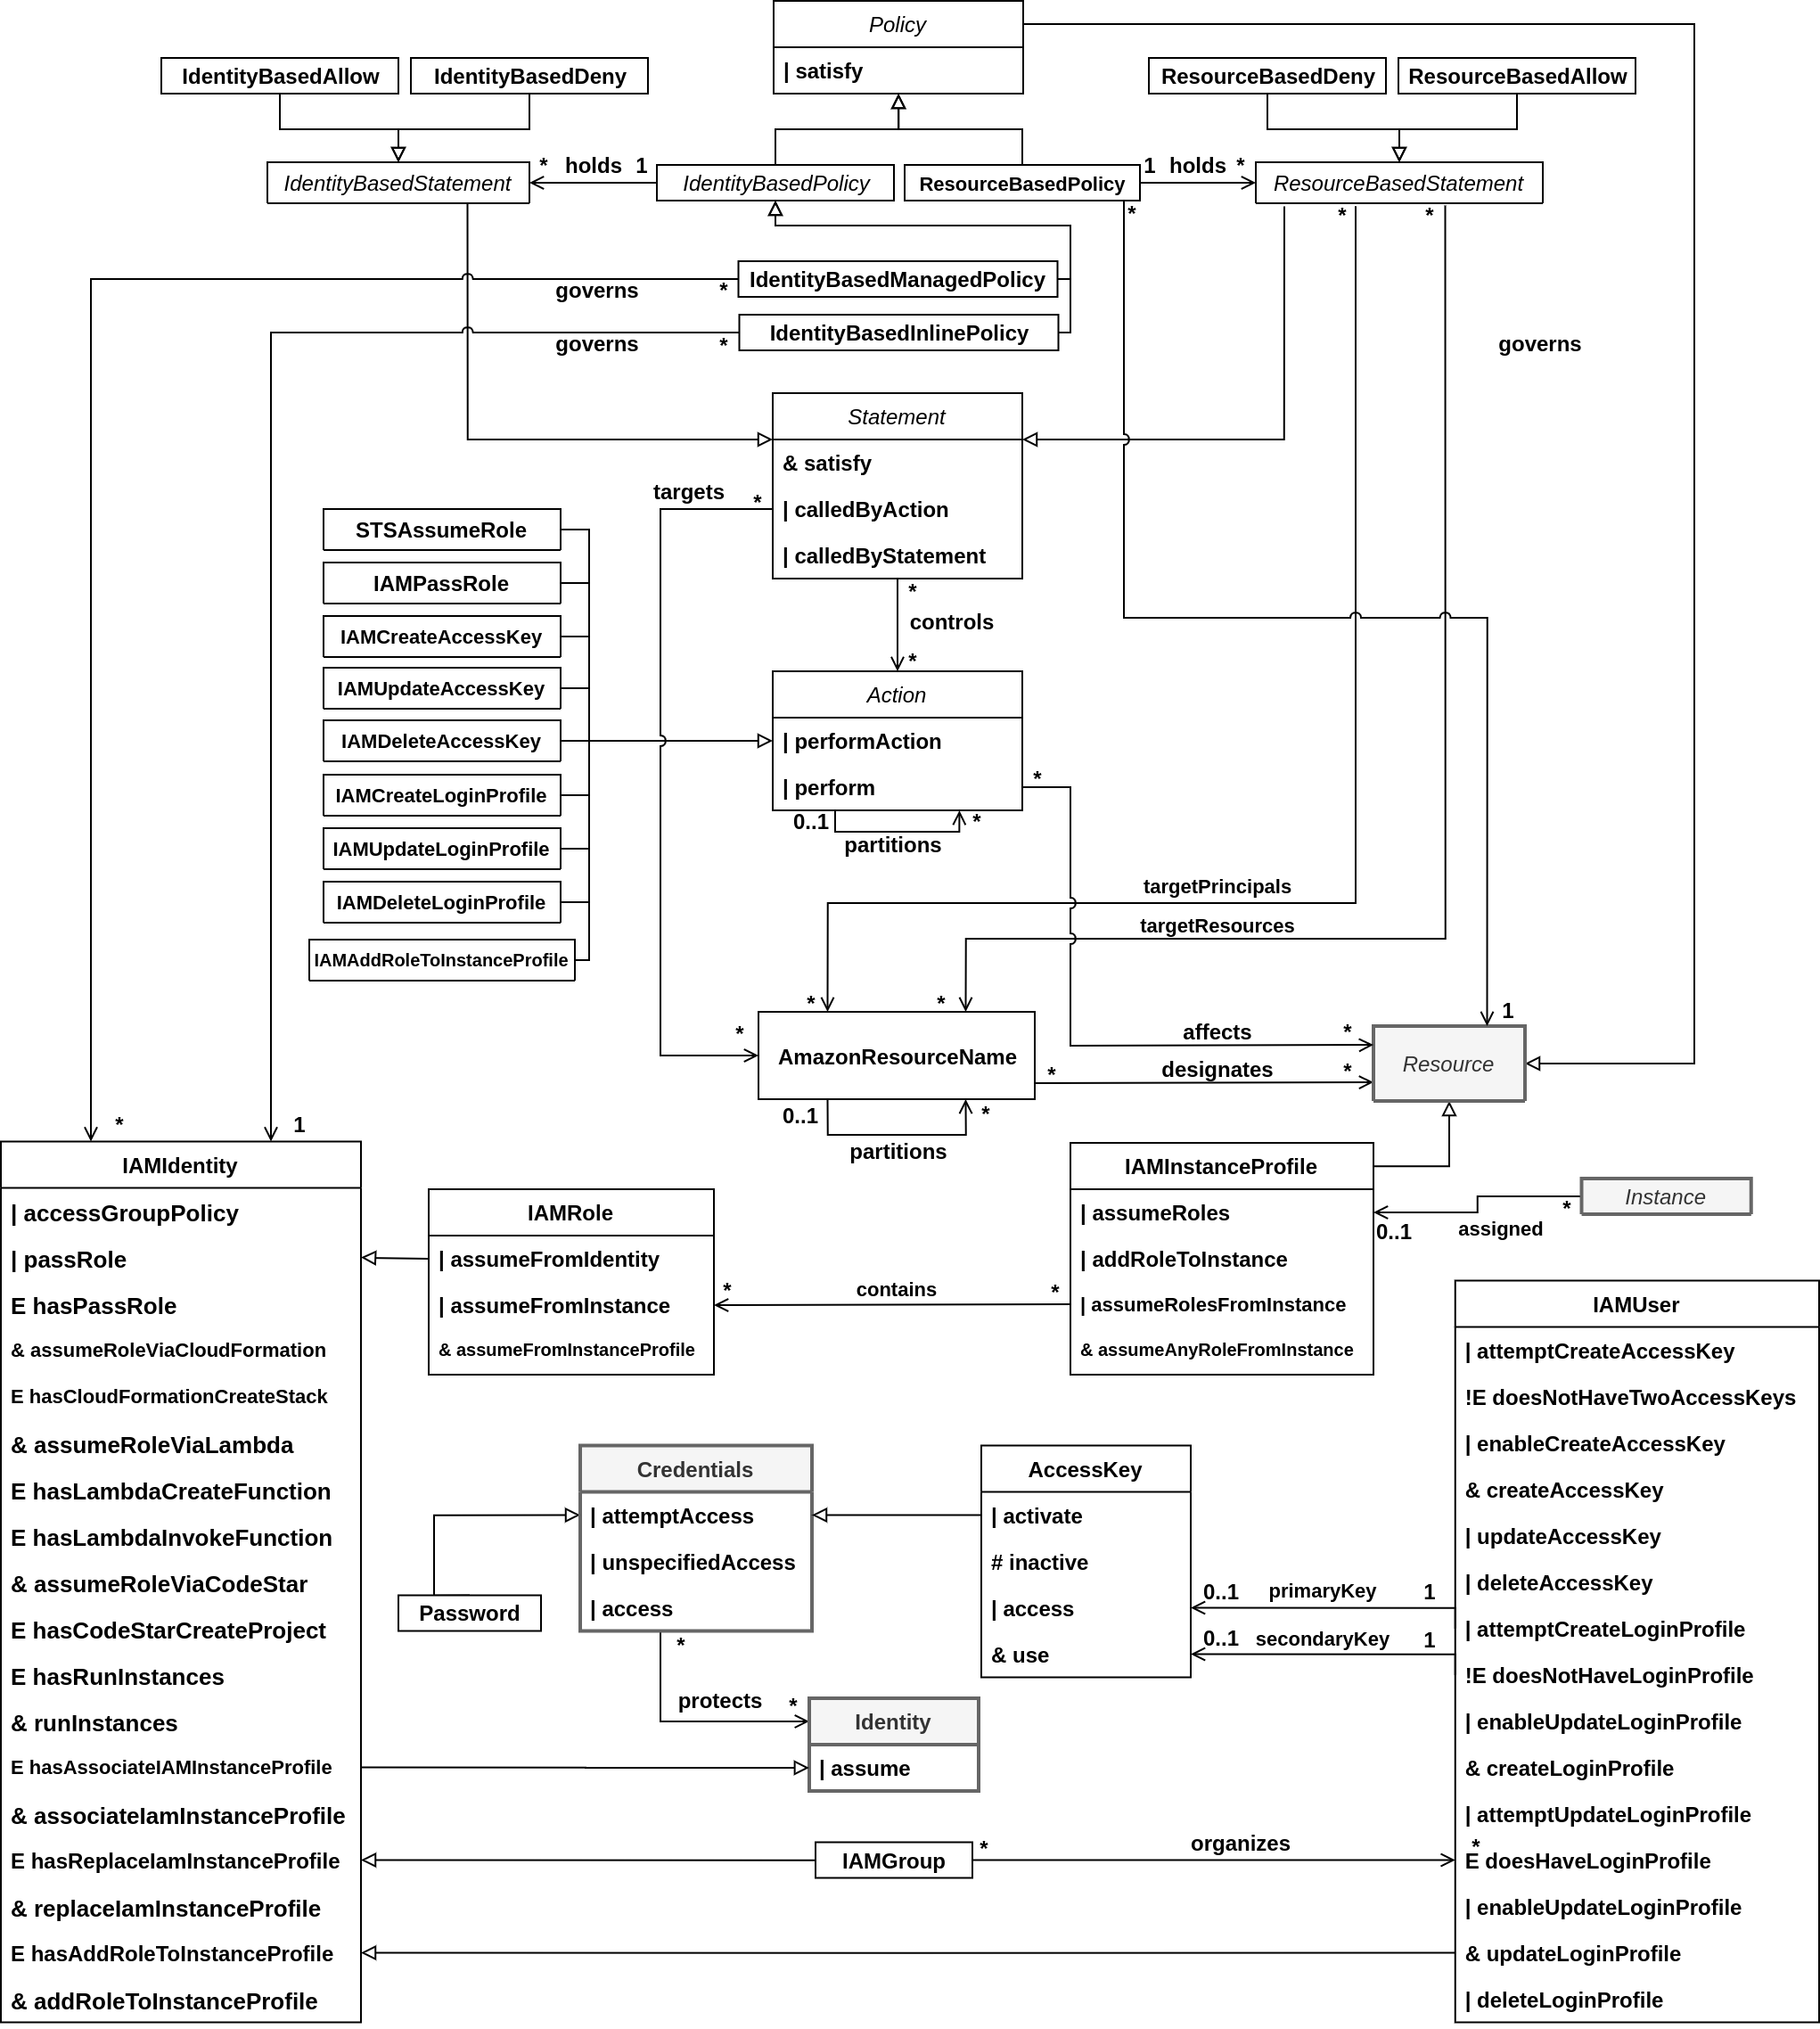 Policy
| satisfy
IdentityBasedAllow
IdentityBasedDeny
ResourceBasedDeny
ResourceBasedAllow
IdentityBasedStatement
* holds 1
IdentityBasedPolicy
ResourceBasedPolicy
1 holds *
ResourceBasedStatement
*
*
*
IdentityBasedManagedPolicy
governs
*
IdentityBasedInlinePolicy
governs
*
governs
Statement
& satisfy
| calledByAction
| calledByStatement
targets
*
STSAssumeRole
IAMPassRole
IAMCreateAccessKey
IAMUpdateAccessKey
IAMDeleteAccessKey
IAMCreateLoginProfile
IAMUpdateLoginProfile
IAMDeleteLoginProfile
IAMAddRoleToInstanceProfile
*
controls
*
Action
| performAction
| perform
*
0..1
*
partitions
targetPrincipals
targetResources
*
*
*
AmazonResourceName
0..1
*
partitions
affects
*
*
designates
*
1
Resource
*
1
IAMIdentity
| accessGroupPolicy
| passRole
E hasPassRole
& assumeRoleViaCloudFormation
E hasCloudFormationCreateStack
& assumeRoleViaLambda
E hasLambdaCreateFunction
E hasLambdaInvokeFunction
& assumeRoleViaCodeStar
E hasCodeStarCreateProject
E hasRunInstances
& runInstances
E hasAssociateIAMInstanceProfile
& associateIamInstanceProfile
E hasReplaceIamInstanceProfile
& replaceIamInstanceProfile
E hasAddRoleToInstanceProfile
& addRoleToInstanceProfile
IAMRole
| assumeFromIdentity
| assumeFromInstance
& assumeFromInstanceProfile
*
contains
*
IAMInstanceProfile
| assumeRoles
| addRoleToInstance
| assumeRolesFromInstance
& assumeAnyRoleFromInstance
Instance
*
assigned
0..1
Credentials
| attemptAccess
| unspecifiedAccess
| access
Password
*
protects
*
Identity
| assume
AccessKey
| activate
# inactive
| access
& use
0..1
primaryKey
1
0..1
secondaryKey
1
IAMGroup
*
organizes
*
IAMUser
| attemptCreateAccessKey
!E doesNotHaveTwoAccessKeys
| enableCreateAccessKey
& createAccessKey
| updateAccessKey
| deleteAccessKey
| attemptCreateLoginProfile
!E doesNotHaveLoginProfile
| enableUpdateLoginProfile
& createLoginProfile
| attemptUpdateLoginProfile
E doesHaveLoginProfile
| enableUpdateLoginProfile
& updateLoginProfile
| deleteLoginProfile